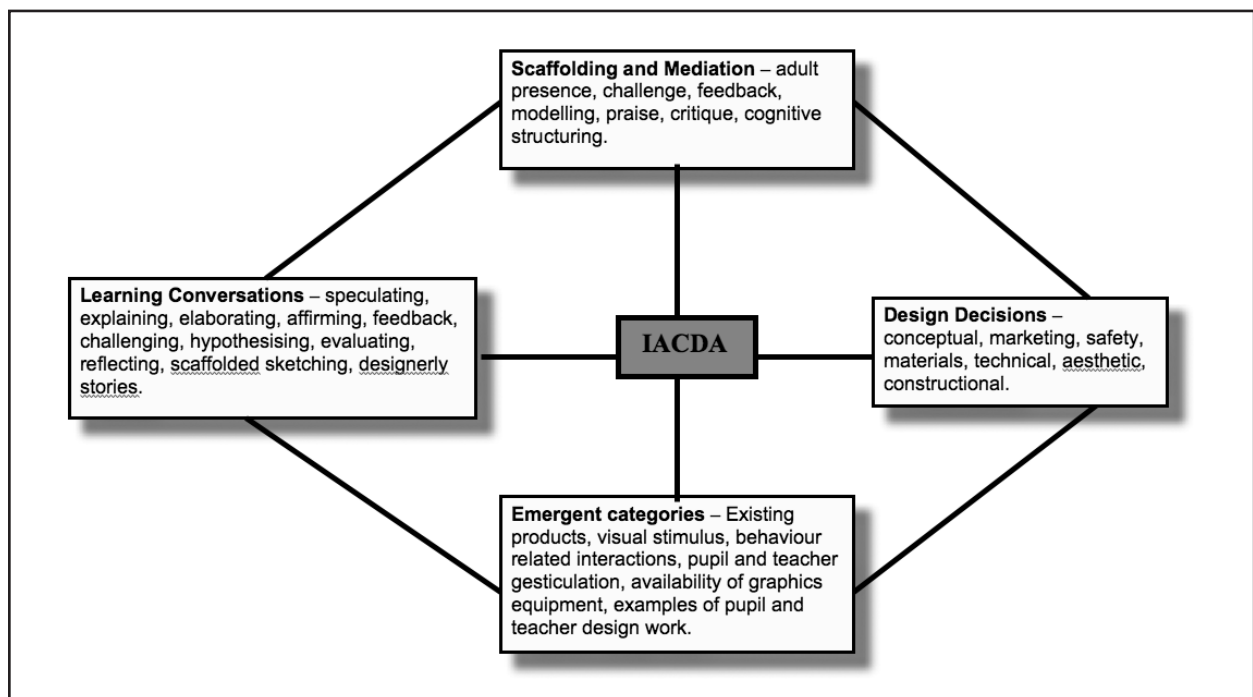 Scaffolding and Mediation – adult
presence, challenge, feedback,
modelling, praise, critique, cognitive
structuring.
Learning Conversations – speculating,
explaining, elaborating, affirming, feedback,
challenging, hypothesising, evaluating,
reflecting, scaffolded sketching, designerly
stories.
IACDA
Design Decisions –
conceptual, marketing, safety,
materials, technical, aesthetic,
constructional.
Emergent categories – Existing
products, visual stimulus, behaviour
related interactions, pupil and teacher
gesticulation, availability of graphics
equipment, examples of pupil and
teacher design work.